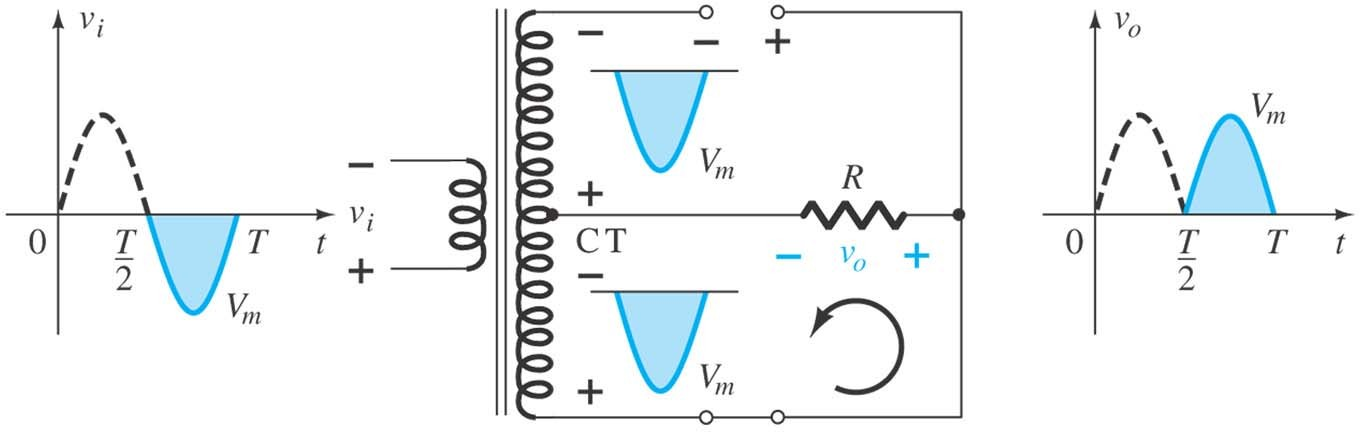 v_i
0
T/2
T
t
V_m
−
v_i
+
−
− +
V_m
+
CT
R
− v_o +
−
V_m
+
v_o
V_m
0
T/2
T
t